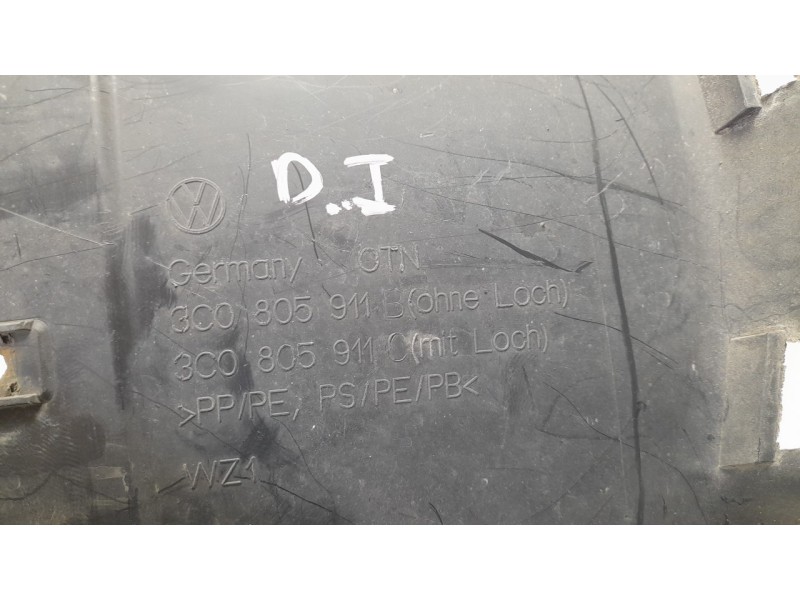 D..I
Germany OTN
3C0 805 911 B(ohne Loch)
3C0 805 911 C(mit Loch)
>PP/PE, PS/PE/PB<
WZ1